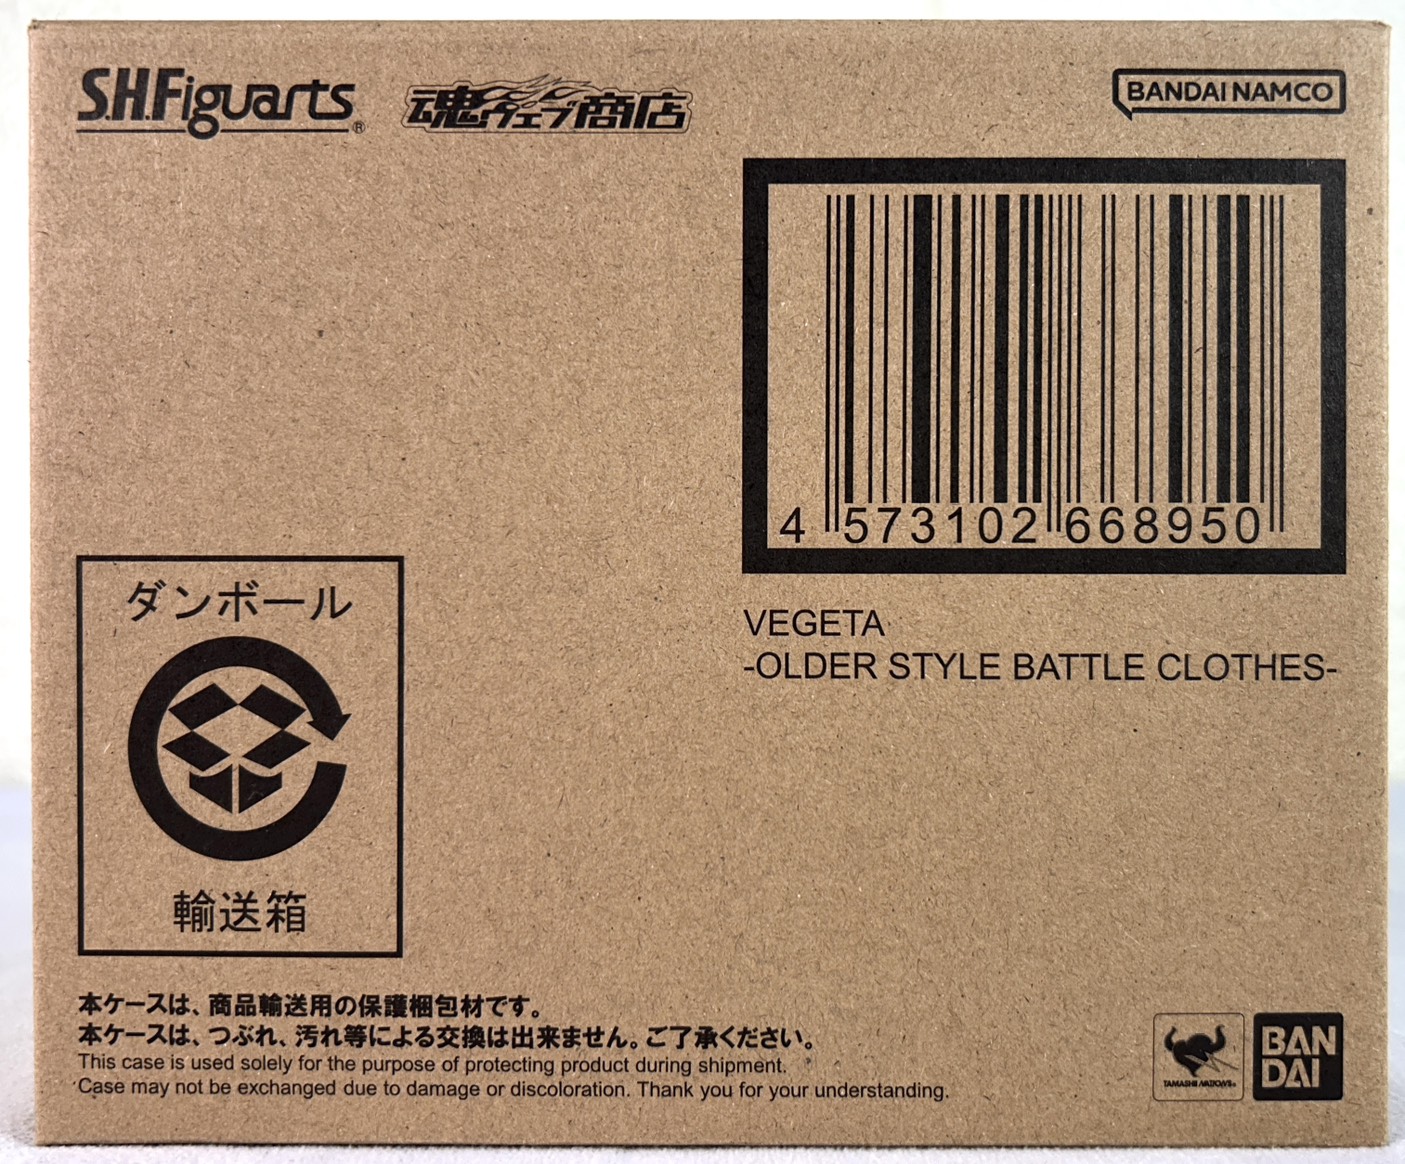 S.H.Figuarts®
魂ウェブ商店
BANDAI NAMCO
4 573102 668950
VEGETA
-OLDER STYLE BATTLE CLOTHES-
ダンボール
輸送箱
本ケースは、商品輸送用の保護梱包材です。
本ケースは、つぶれ、汚れ等による交換は出来ません。ご了承ください。
This case is used solely for the purpose of protecting product during shipment.
Case may not be exchanged due to damage or discoloration. Thank you for your understanding.
TAMASHII NATIONS®
BAN
DAI